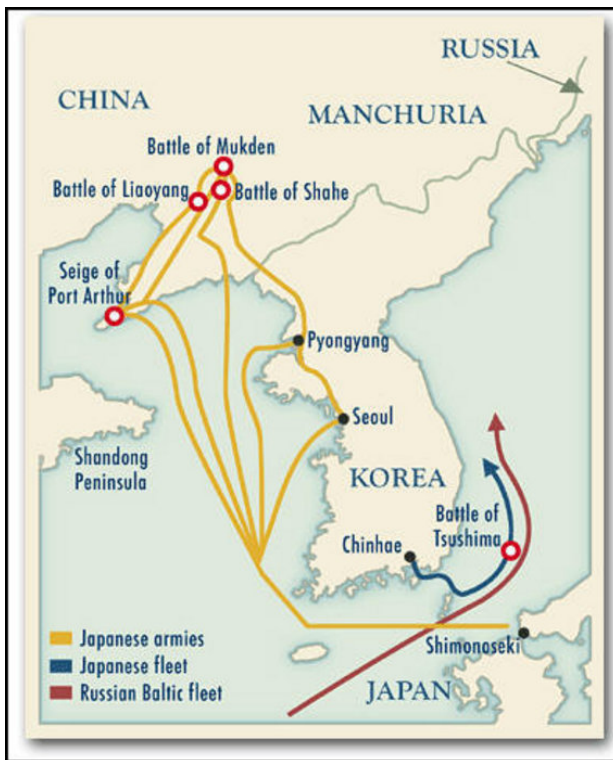 RUSSIA
CHINA
MANCHURIA
Battle of Mukden
Battle of Liaoyang
Battle of Shahe
Seige of
Port Arthur
Pyongyang
Seoul
Shandong
Peninsula
KOREA
Battle of
Tsushima
Chinhae
Japanese armies
Japanese fleet
Russian Baltic fleet
Shimonoseki
JAPAN